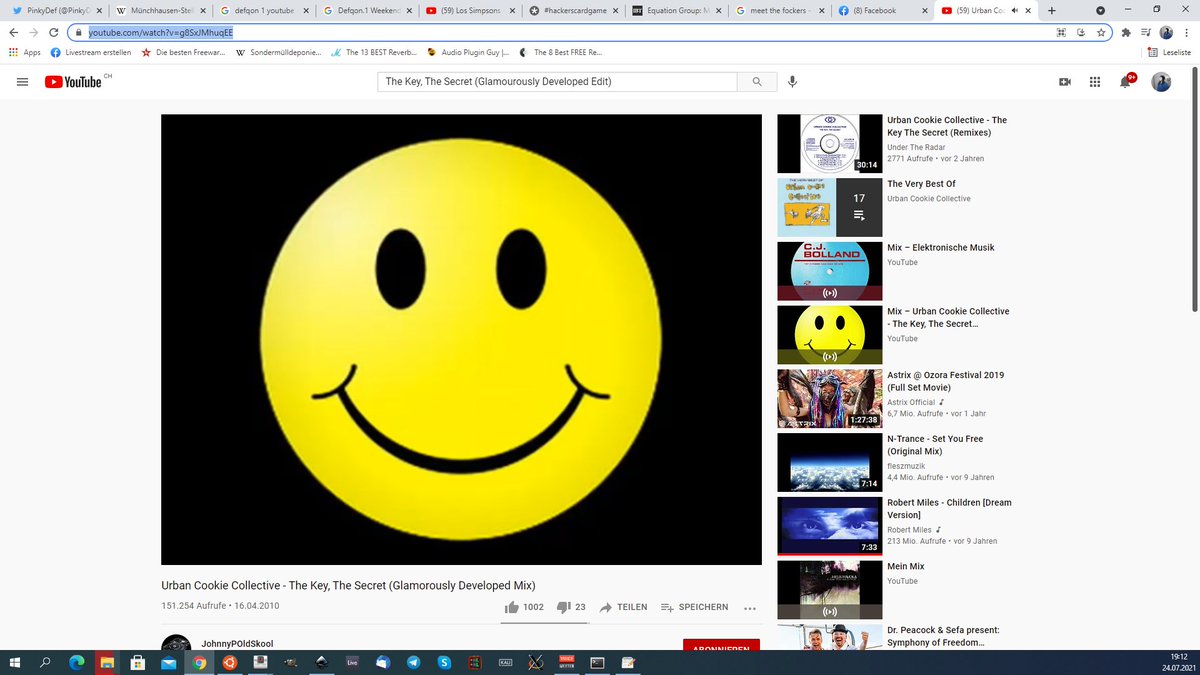 PinkyDef (@PinkyD
Münchhausen-Stell
defqon 1 youtube
Defqon.1 Weekend
(59) Los Simpsons
#hackerscardgame
Equation Group: M
meet the fockers -
(8) Facebook
(59) Urban Coo
youtube.com/watch?v=g8SxJMhuqEE
Apps
Livestream erstellen
Die besten Freewar...
Sondermülldeponie...
The 13 BEST Reverb...
Audio Plugin Guy |...
The 8 Best FREE Re...
Leseliste
YouTube CH
The Key, The Secret (Glamourously Developed Edit)
9+
Urban Cookie Collective - The Key, The Secret (Glamorously Developed Mix)
151.254 Aufrufe • 16.04.2010
1002
23
TEILEN
SPEICHERN
JohnnyPOldSkool
ABONNIEREN
30:14
Urban Cookie Collective - The
Key The Secret (Remixes)
Under The Radar
2771 Aufrufe • vor 2 Jahren
17
The Very Best Of
Urban Cookie Collective
C.J.
BOLLAND
Mix – Elektronische Musik
YouTube
Mix – Urban Cookie Collective
- The Key, The Secret...
YouTube
1:27:38
Astrix @ Ozora Festival 2019
(Full Set Movie)
Astrix Official
6,7 Mio. Aufrufe • vor 1 Jahr
7:14
N-Trance - Set You Free
(Original Mix)
fleszmuzik
4,4 Mio. Aufrufe • vor 9 Jahren
7:33
Robert Miles - Children [Dream
Version]
Robert Miles
213 Mio. Aufrufe • vor 9 Jahren
Mein Mix
YouTube
Dr. Peacock & Sefa present:
Symphony of Freedom...
Live
KAU
19:12
24.07.2021